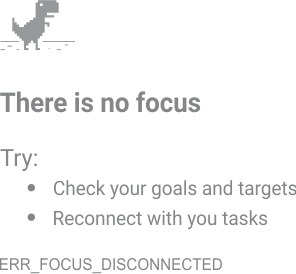 There is no focus
Try:
• Check your goals and targets
• Reconnect with you tasks
ERR_FOCUS_DISCONNECTED